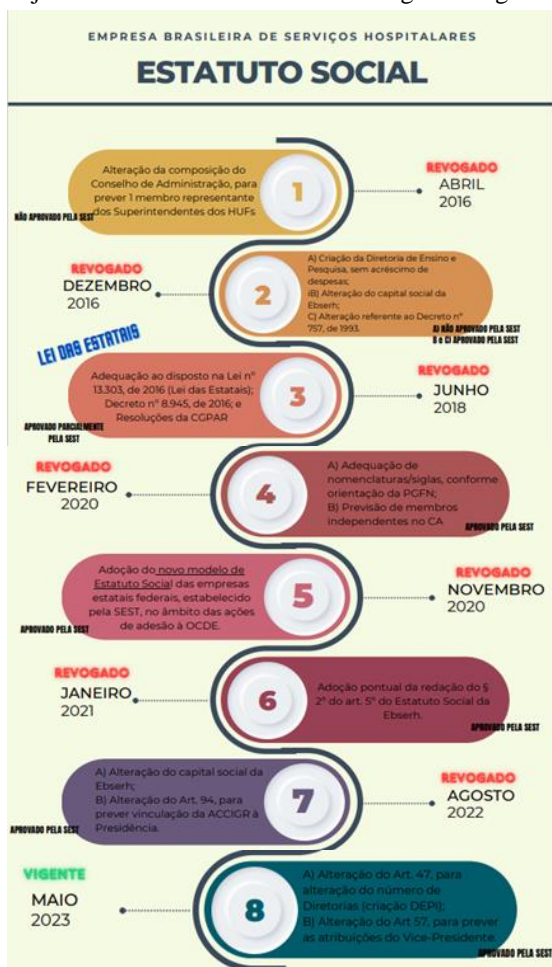 EMPRESA BRASILEIRA DE SERVIÇOS HOSPITALARES
ESTATUTO SOCIAL
Alteração da composição do
Conselho de Administração, para
prever 1 membro representante
dos Superintendentes dos HUFs
NÃO APROVADO PELA SEST
1
REVOGADO
ABRIL
2016
REVOGADO
DEZEMBRO
2016
2
A) Criação da Diretoria de Ensino e
Pesquisa, sem acréscimo de
despesas;
iB) Alteração do capital social da
Ebserh;
C) Alteração referente ao Decreto nº
757, de 1993.
A) NÃO APROVADO PELA SEST
B e C) APROVADO PELA SEST
LEI DAS ESTATAIS
Adequação ao disposto na Lei nº
13.303, de 2016 (Lei das Estatais);
Decreto nº 8.945, de 2016; e
Resoluções da CGPAR
APROVADO PARCIALMENTE
PELA SEST
3
REVOGADO
JUNHO
2018
REVOGADO
FEVEREIRO
2020
4
A) Adequação de
nomenclaturas/siglas, conforme
orientação da PGFN;
B) Previsão de membros
independentes no CA
APROVADO PELA SEST
Adoção do novo modelo de
Estatuto Social das empresas
estatais federais, estabelecido
pela SEST, no âmbito das ações
de adesão à OCDE.
APROVADO PELA SEST
5
REVOGADO
NOVEMBRO
2020
REVOGADO
JANEIRO
2021
6
Adoção pontual da redação do §
2º do art. 5º do Estatuto Social da
Ebserh.
APROVADO PELA SEST
A) Alteração do capital social da
Ebserh;
B) Alteração do Art. 94, para
prever vinculação da ACCIGR à
Presidência.
APROVADO PELA SEST
7
REVOGADO
AGOSTO
2022
VIGENTE
MAIO
2023
8
A) Alteração do Art. 47, para
alteração do número de
Diretorias (criação DEPI);
B) Alteração do Art 57, para prever
as atribuições do Vice-Presidente.
APROVADO PELA SEST